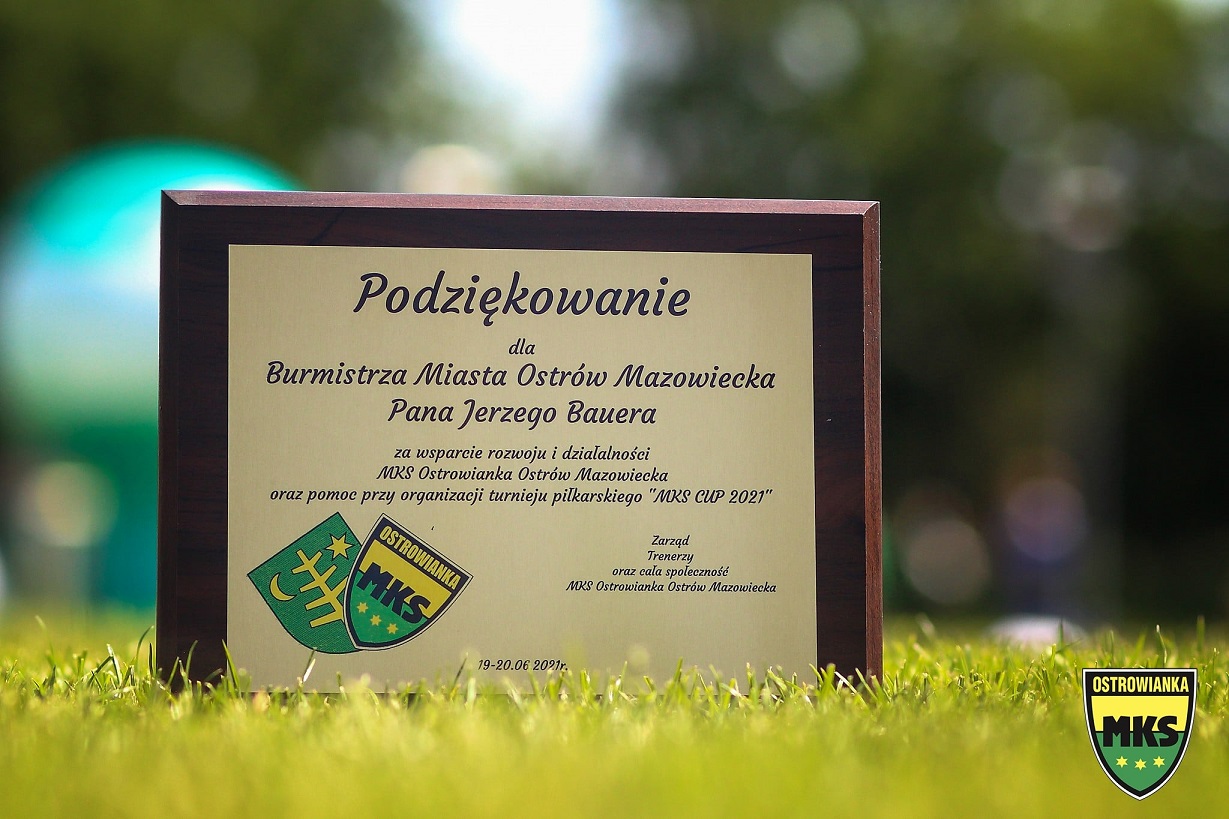 Podziękowanie
dla
Burmistrza Miasta Ostrów Mazowiecka
Pana Jerzego Bauera
za wsparcie rozwoju i działalności
MKS Ostrowianka Ostrów Mazowiecka
oraz pomoc przy organizacji turnieju piłkarskiego "MKS CUP 2021"
OSTROWIANKA
MKS
Zarząd
Trenerzy
oraz cała społeczność
MKS Ostrowianka Ostrów Mazowiecka
19-20.06 2021r.
OSTROWIANKA
MKS